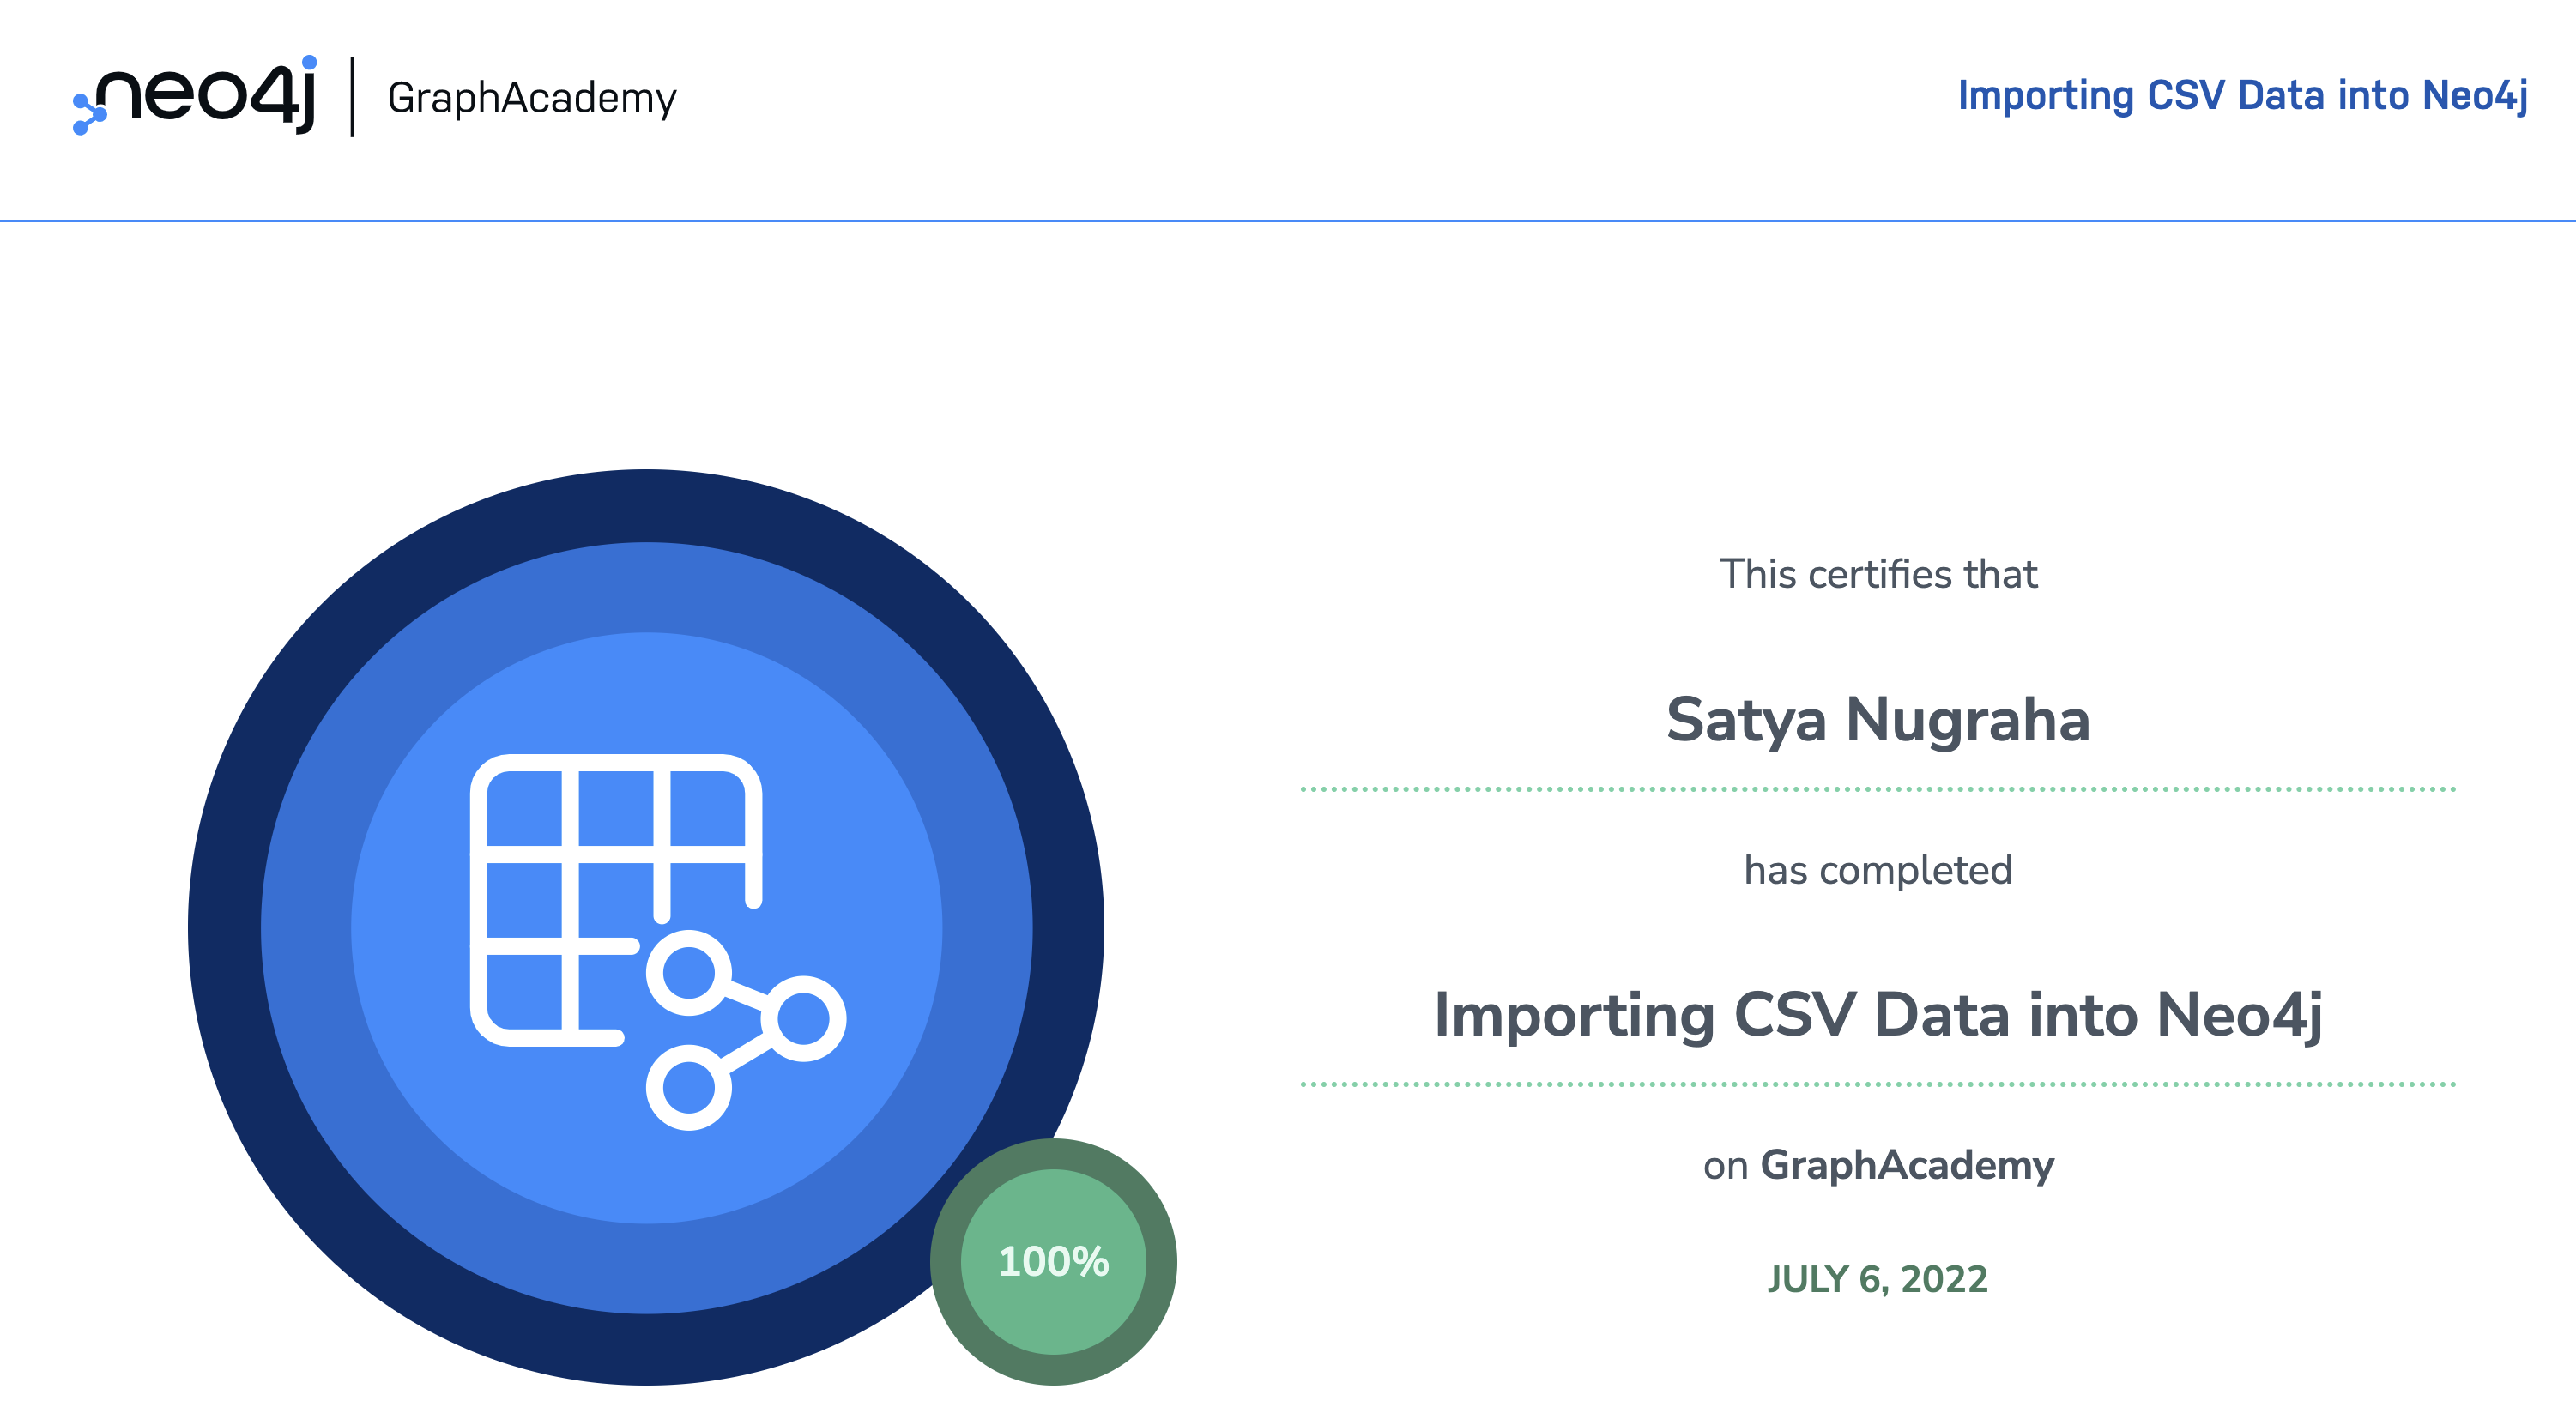 neo4j | GraphAcademy
Importing CSV Data into Neo4j
This certifies that
Satya Nugraha
has completed
Importing CSV Data into Neo4j
on GraphAcademy
JULY 6, 2022
100%